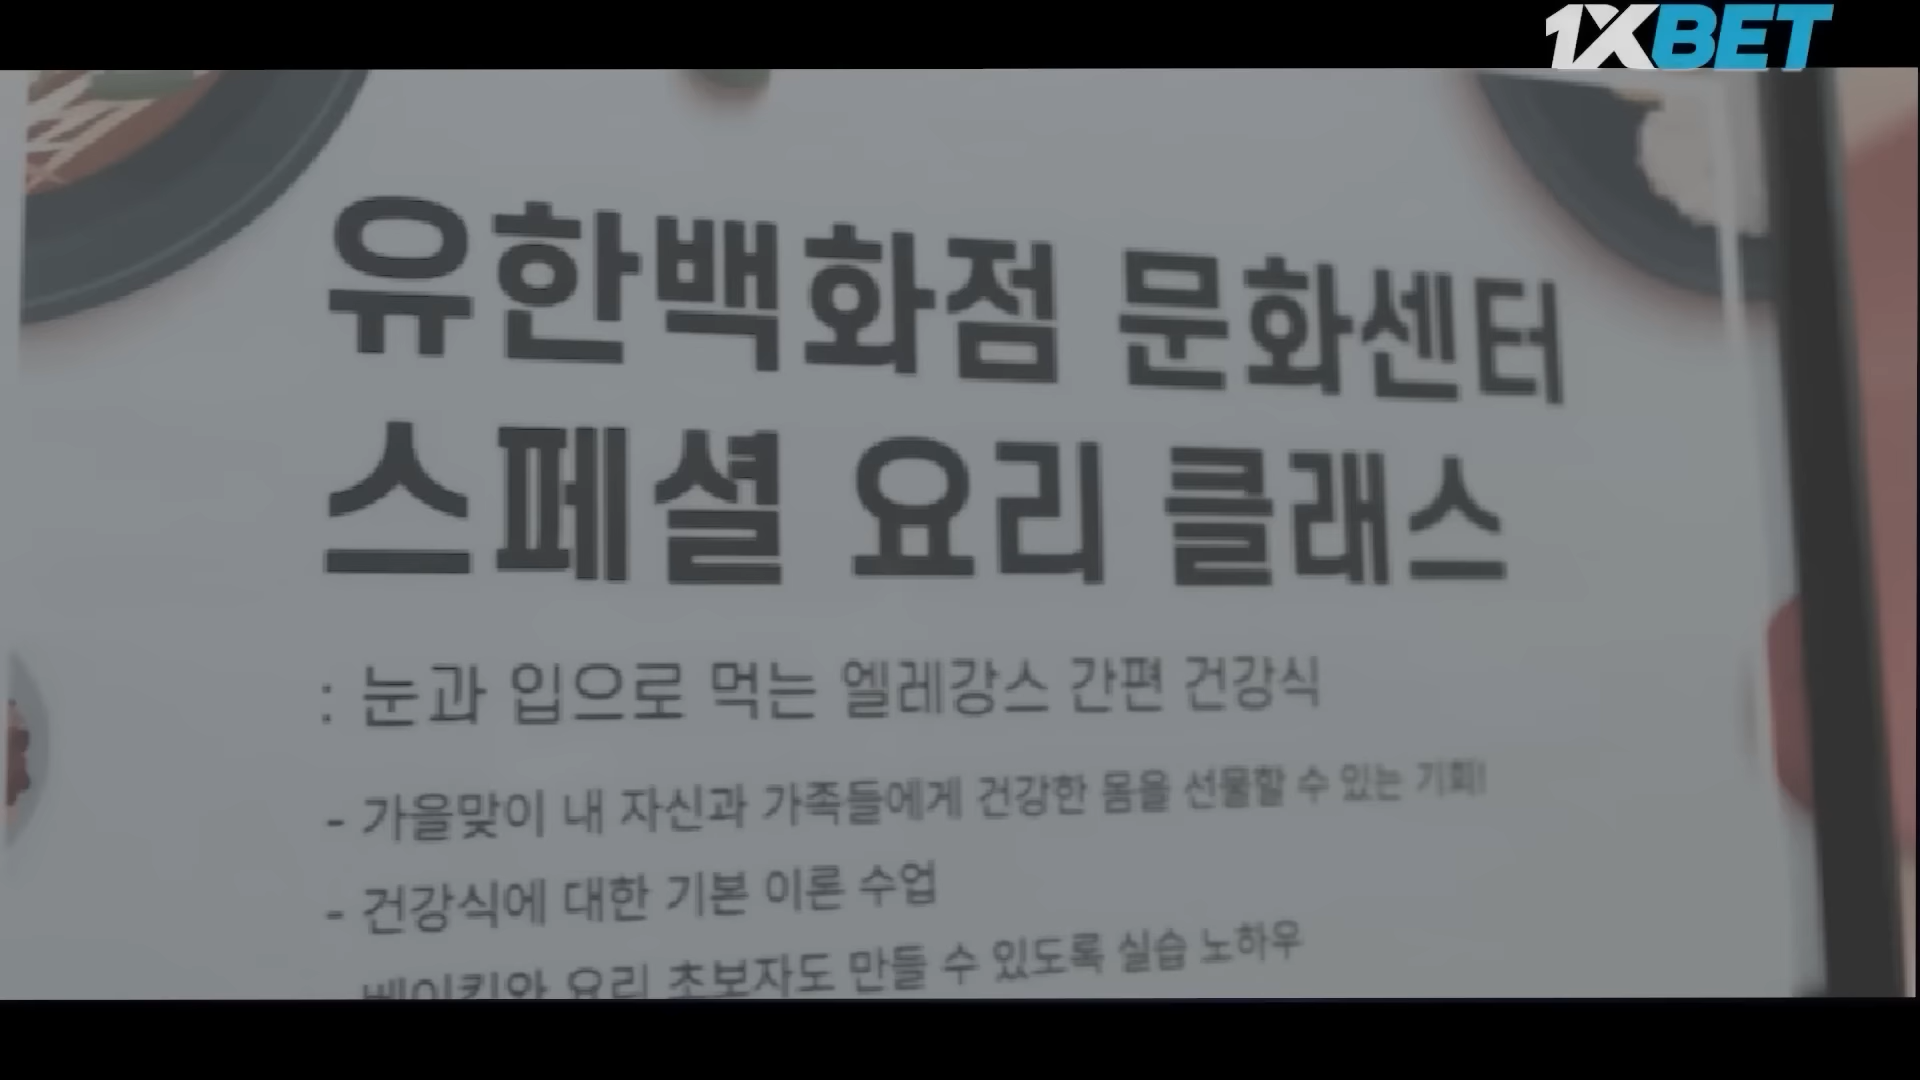 1XBET
유한백화점 문화센터
스페셜 요리 클래스
: 눈과 입으로 먹는 엘레강스 간편 건강식
- 가을맞이 내 자신과 가족들에게 건강한 몸을 선물할 수 있는 기회!
- 건강식에 대한 기본 이론 수업
베이킹와 요리 초보자도 만들 수 있도록 실습 노하우